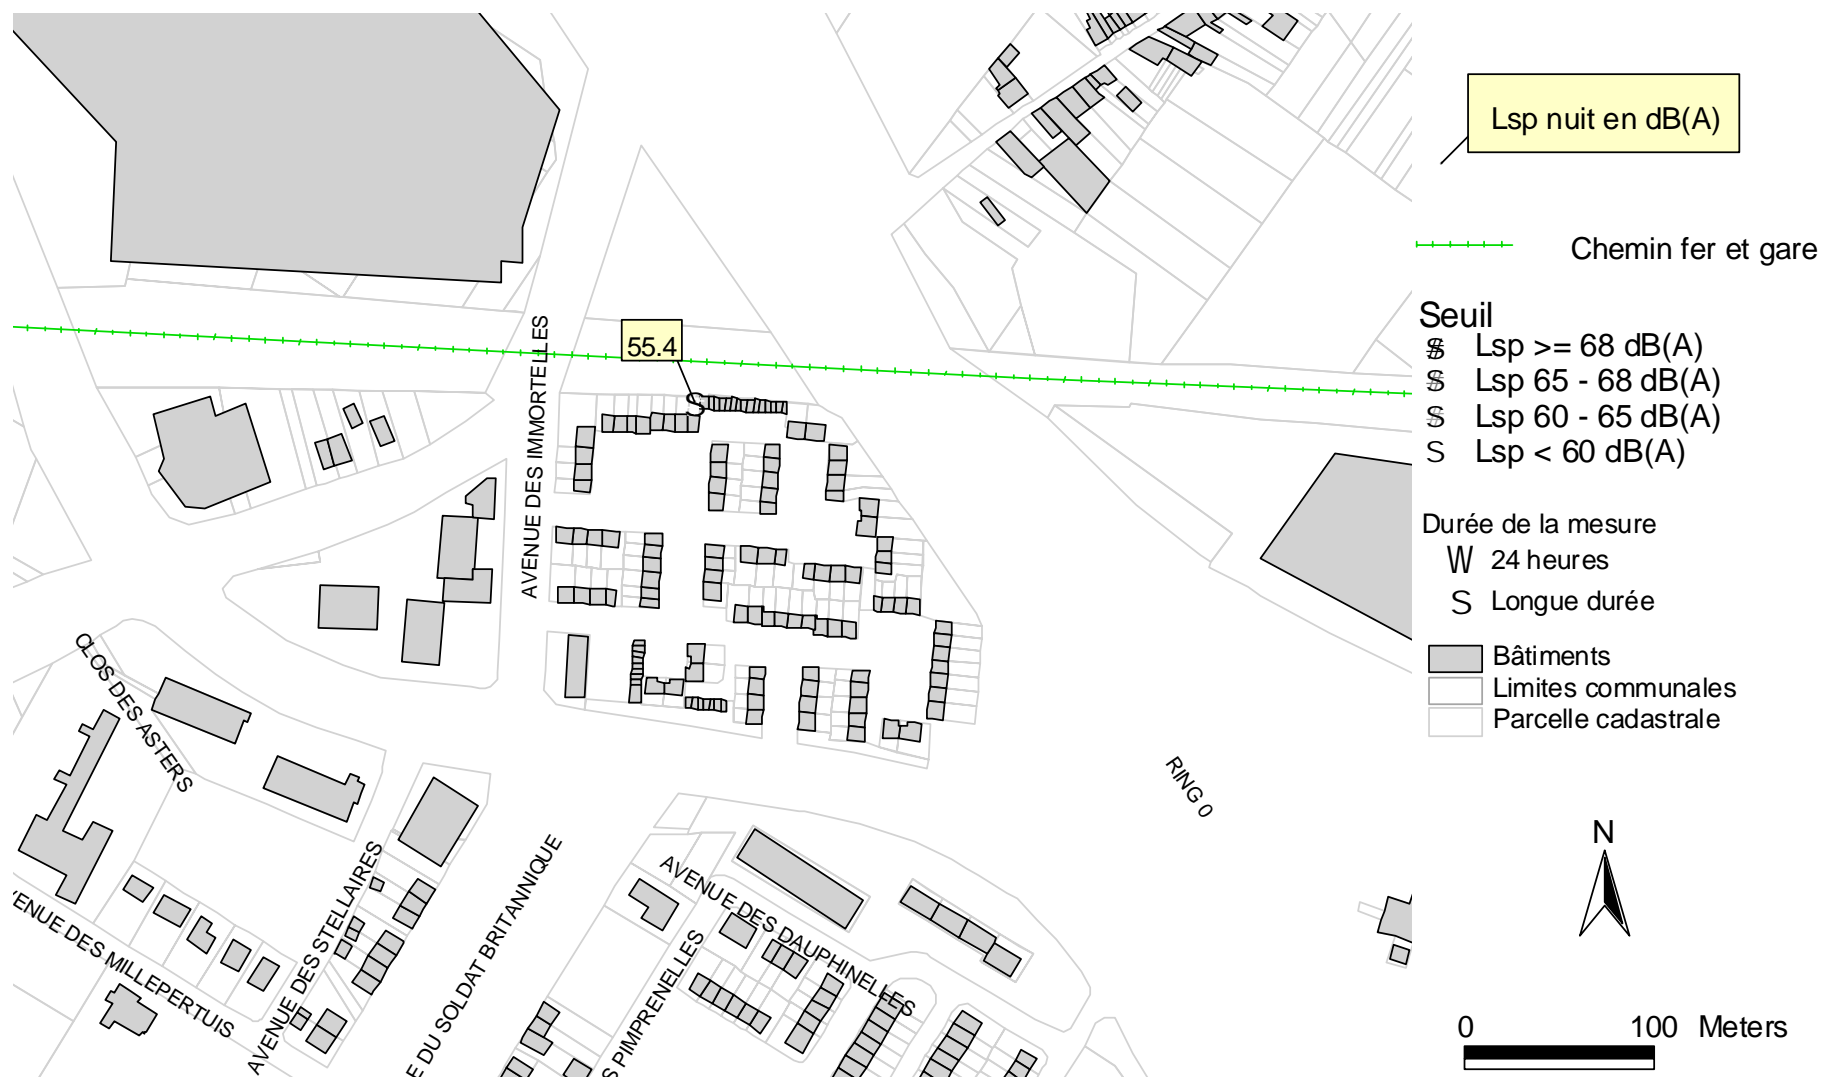 Lsp nuit en dB(A)
Chemin fer et gare
Seuil
Lsp >= 68 dB(A)
Lsp 65 - 68 dB(A)
Lsp 60 - 65 dB(A)
S Lsp < 60 dB(A)
Durée de la mesure
W 24 heures
S Longue durée
Bâtiments
Limites communales
Parcelle cadastrale
N
0 100 Meters
55.4
AVENUE DES IMMORTELLES
CLOS DES ASTERS
RING 0
AVENUE DES STELLAIRES
VENUE DES MILLEPERTUIS
E DU SOLDAT BRITANNIQUE
AVENUE DES DAUPHINELLES
S PIMPRENELLES